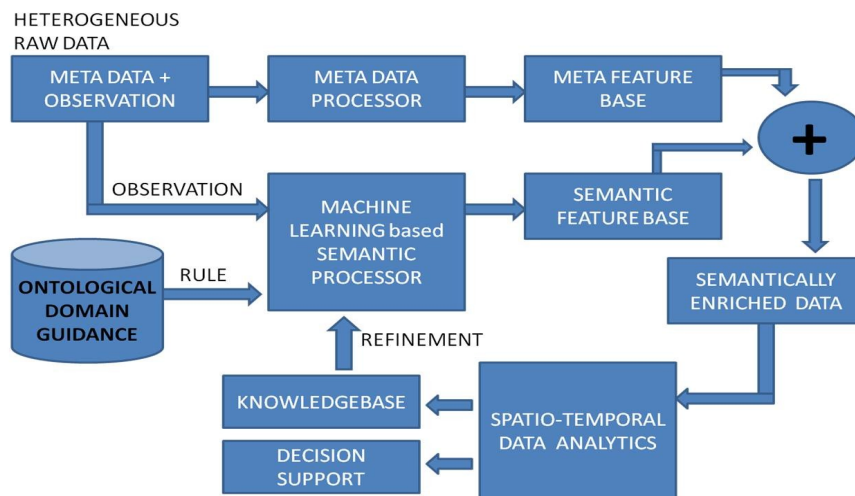 HETEROGENEOUS
RAW DATA
META DATA +
OBSERVATION
META DATA
PROCESSOR
META FEATURE
BASE
+
OBSERVATION
MACHINE
LEARNING based
SEMANTIC
PROCESSOR
SEMANTIC
FEATURE BASE
ONTOLOGICAL
DOMAIN
GUIDANCE
RULE
SEMANTICALLY
ENRICHED DATA
REFINEMENT
KNOWLEDGEBASE
SPATIO-TEMPORAL
DATA ANALYTICS
DECISION
SUPPORT